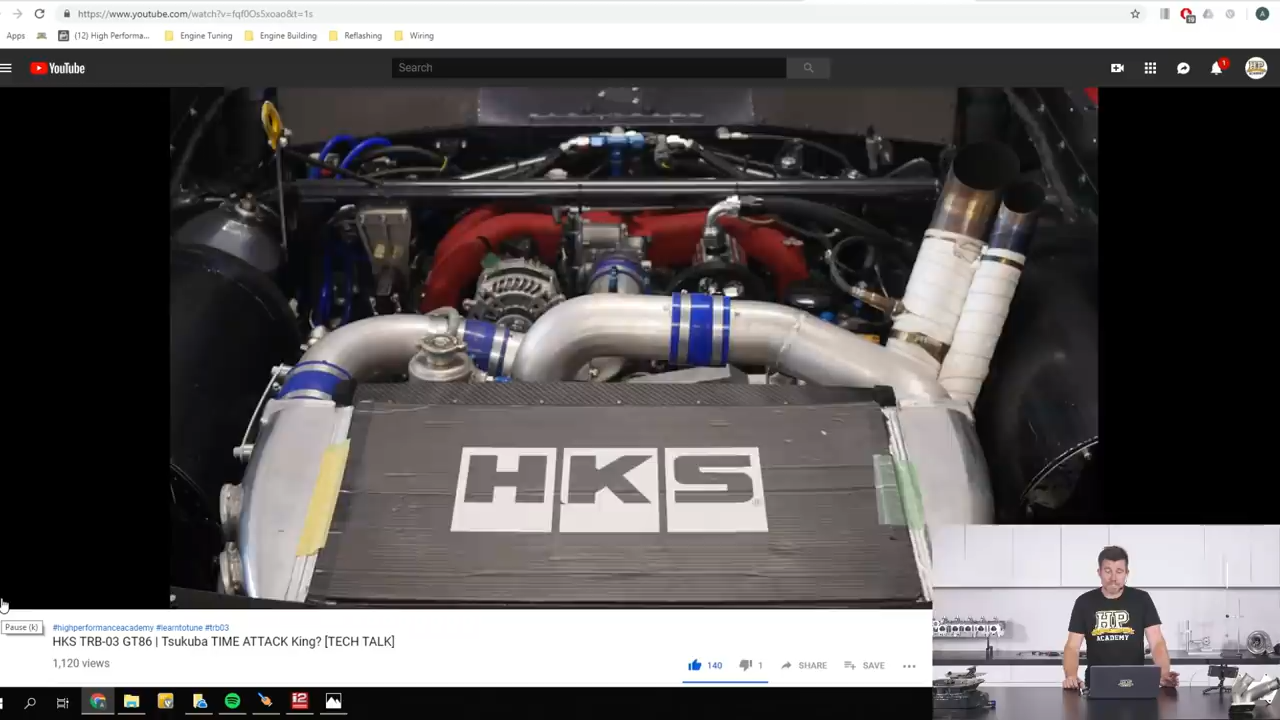 https://www.youtube.com/watch?v=fqf0Os5xoao&t=1s
Apps
(12) High Performa...
Engine Tuning
Engine Building
Reflashing
Wiring
YouTube
Search
1
HKS
Pause (k)
#highperformanceacademy #learntotune #trb03
HKS TRB-03 GT86 | Tsukuba TIME ATTACK King? [TECH TALK]
1,120 views
140
1
SHARE
SAVE
HP
ACADEMY